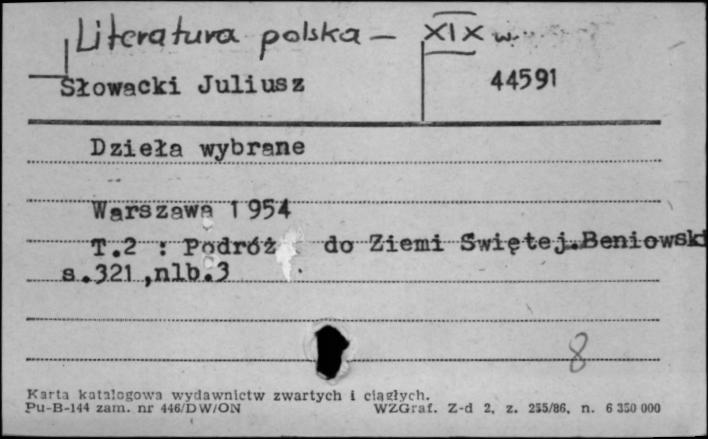 Literatura polska – XIX w.
Słowacki Juliusz 44591
Dzieła wybrane
Warszawa 1954
T.2 : Podróż do Ziemi Świętej.Beniowski
s.321,nlb.3
8
Karta katalogowa wydawnictw zwartych i ciągłych.
Pu-B-144 zam. nr 446/DW/ON WZGraf. Z-d 2, z. 255/86, n. 6 350 000